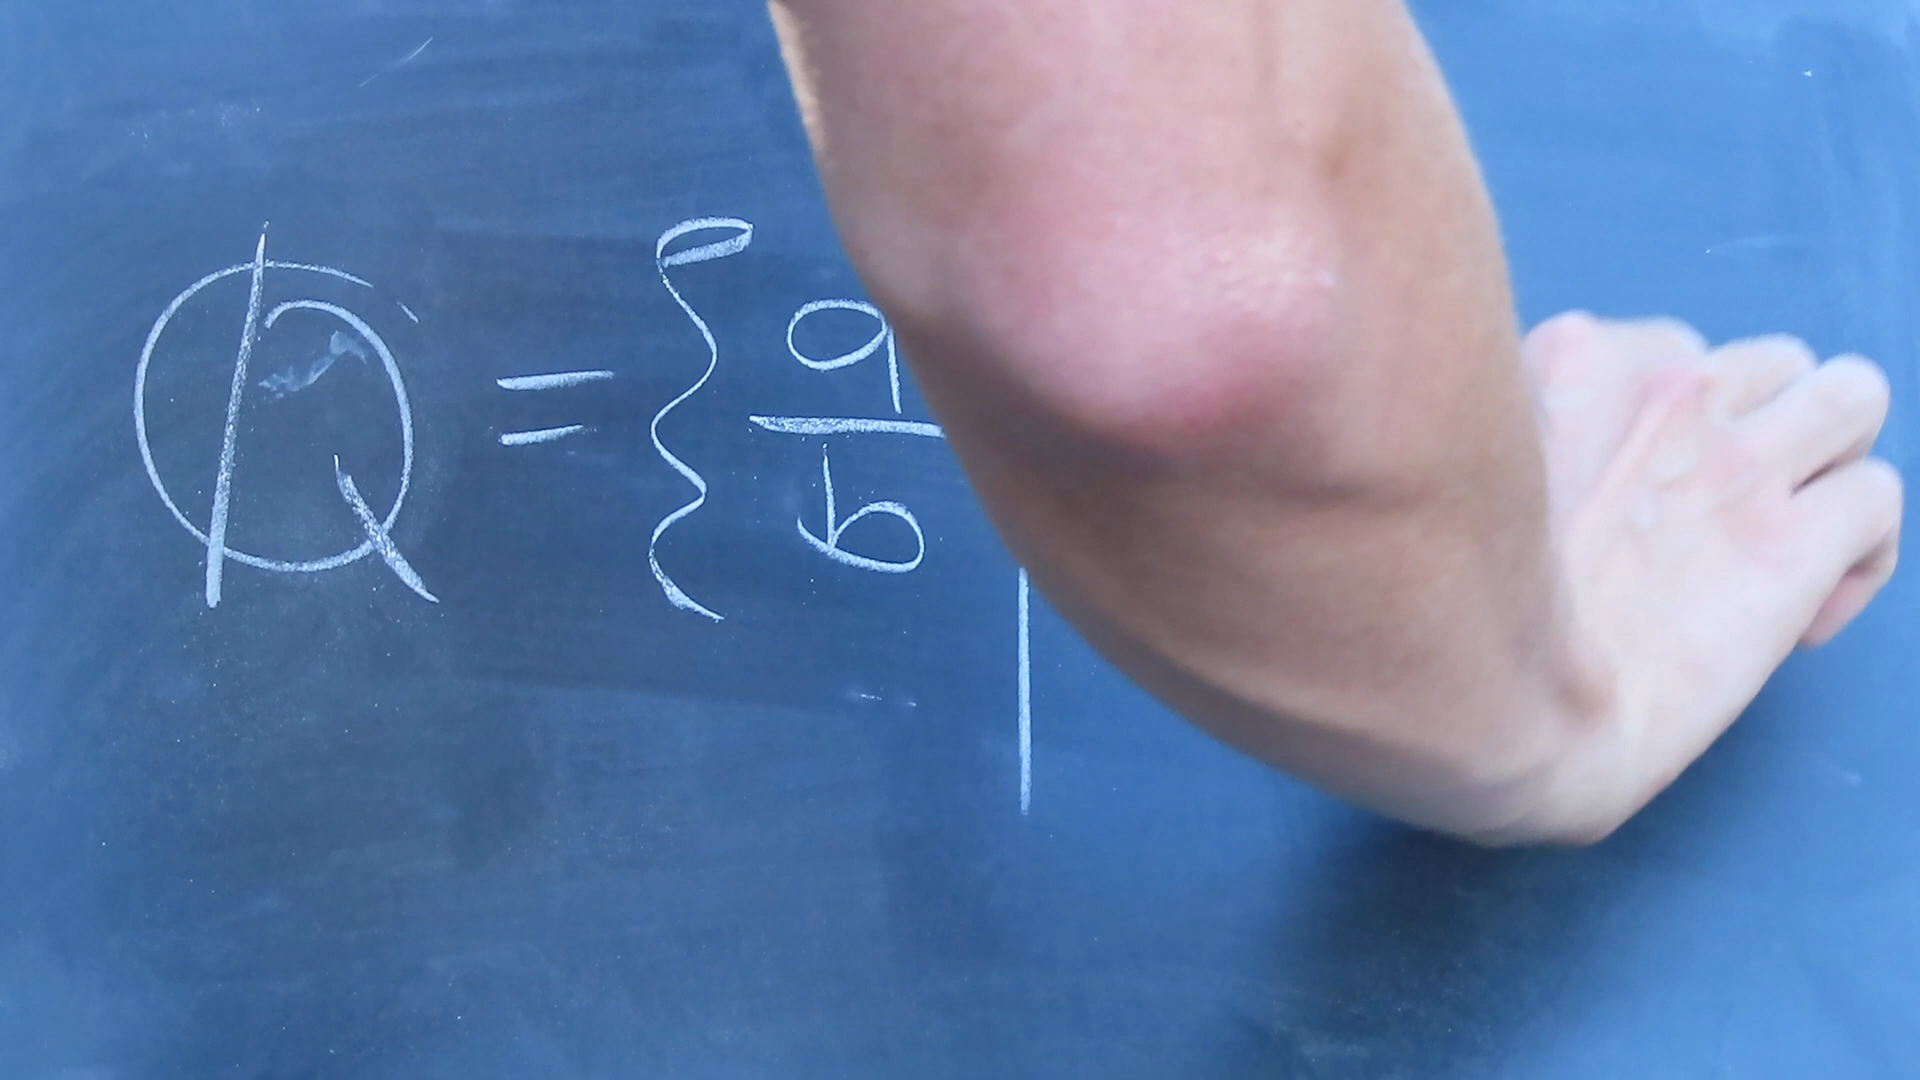 ℚ = { a/b |